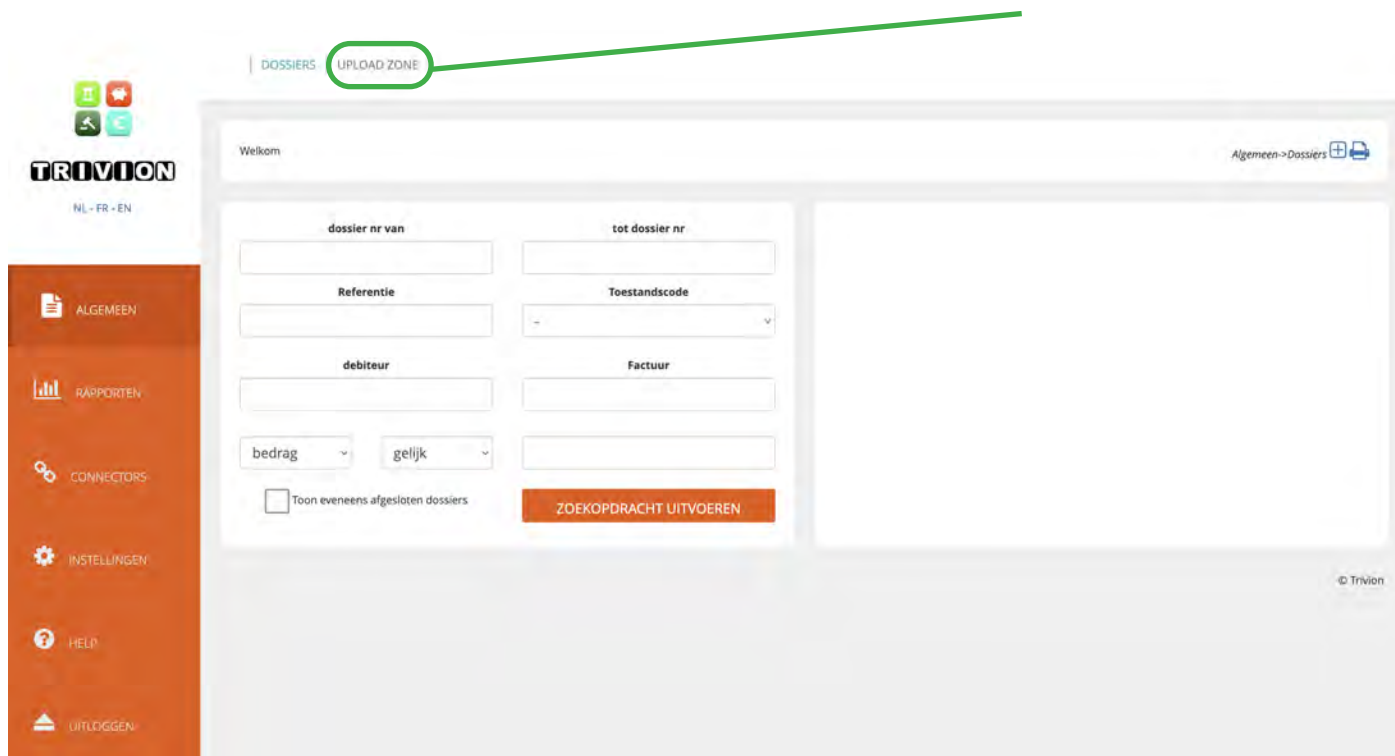 DOSSIERS UPLOAD ZONE
TRIVION
NL - FR - EN
ALGEMEEN
RAPPORTEN
CONNECTORS
INSTELLINGEN
HELP
UITLOGGEN
Welkom
Algemeen->Dossiers
dossier nr van
tot dossier nr
Referentie
Toestandscode
-
debiteur
Factuur
bedrag
gelijk
Toon eveneens afgesloten dossiers
ZOEKOPDRACHT UITVOEREN
© Trivion